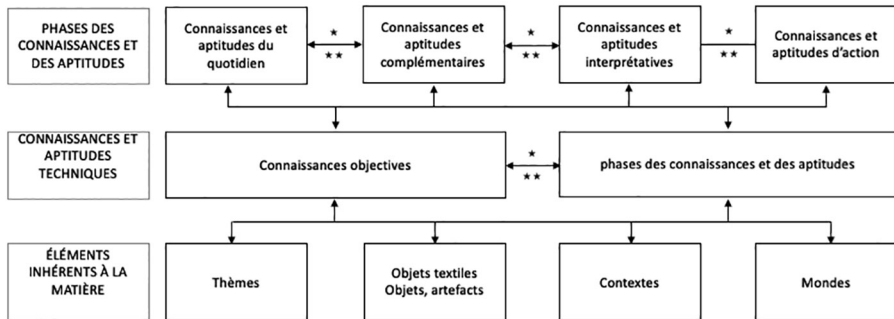 PHASES DES
CONNAISSANCES ET
DES APTITUDES
Connaissances et
aptitudes du
quotidien
★
★★
Connaissances et
aptitudes
complémentaires
★
★★
Connaissances et
aptitudes
interprétatives
★
★★
Connaissances et
aptitudes d'action
CONNAISSANCES ET
APTITUDES
TECHNIQUES
Connaissances objectives
★
★★
phases des connaissances et des aptitudes
ÉLÉMENTS
INHÉRENTS À LA
MATIÈRE
Thèmes
Objets textiles
Objets, artefacts
Contextes
Mondes